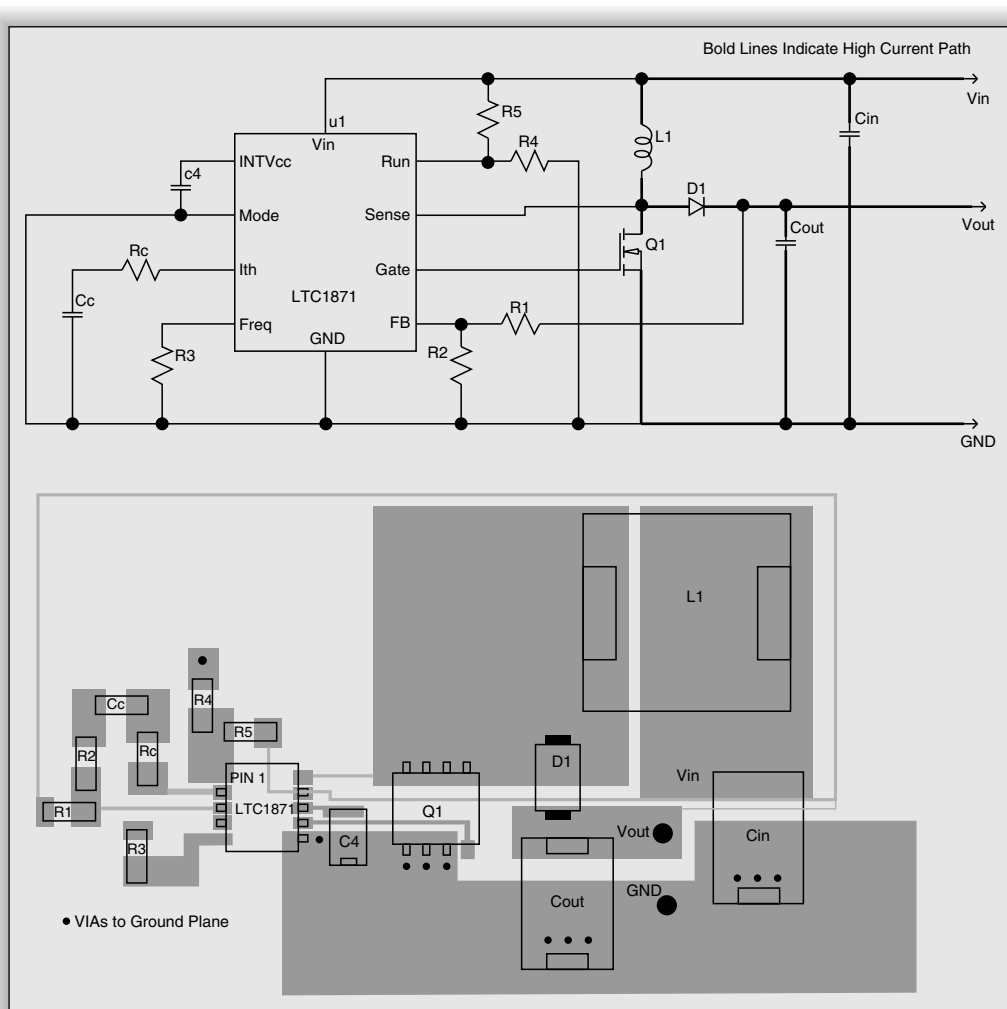 Bold Lines Indicate High Current Path
Vin
u1
Vin
R5
R4
L1
Cin
INTVcc
Run
c4
D1
Mode
Sense
Vout
Cout
Q1
Rc
Ith
Gate
LTC1871
Cc
R1
Freq
FB
GND
R3
R2
GND
L1
R4
Cc
R5
R2
Rc
D1
PIN 1
Vin
LTC1871
R1
Q1
Vout
Cin
R3
C4
GND
Cout
VIAs to Ground Plane